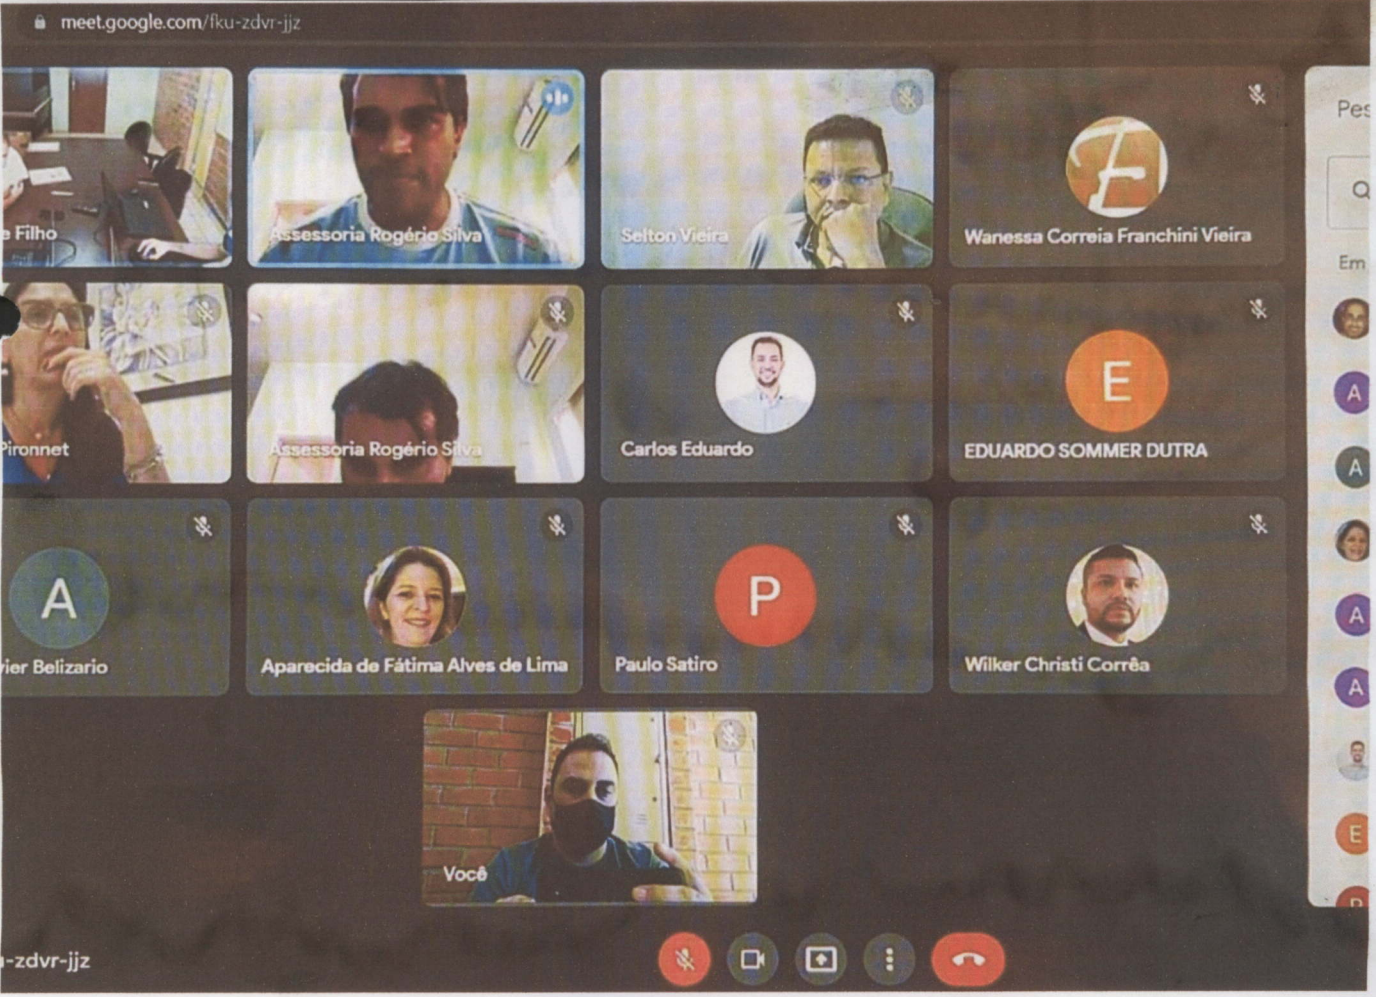 meet.google.com/fku-zdvr-jjz
e Filho
Assessoria Rogério Silva
Selton Vieira
F
Wanessa Correia Franchini Vieira
Pes
Em
Pironnet
Assessoria Rogério Silva
Carlos Eduardo
E
EDUARDO SOMMER DUTRA
A
A
A
vier Belizario
Aparecida de Fátima Alves de Lima
P
Paulo Satiro
Wilker Christi Corrêa
A
A
Você
E
P
-zdvr-jjz